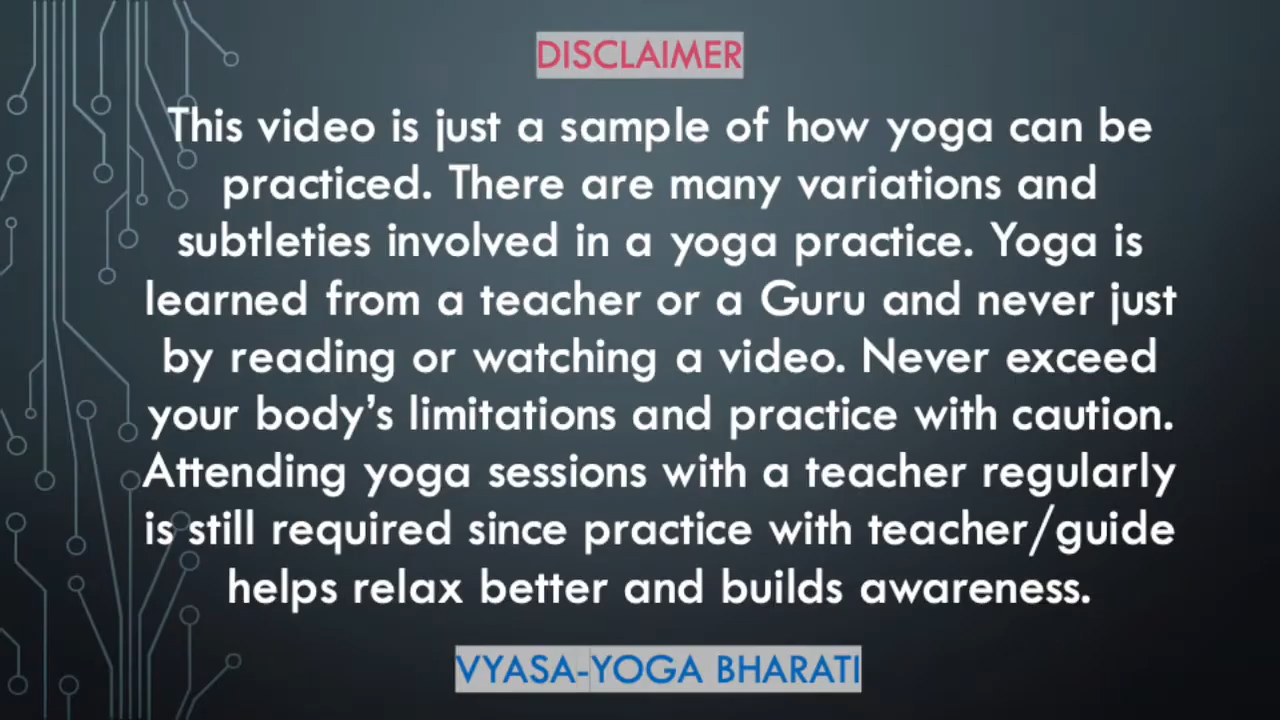 DISCLAIMER
This video is just a sample of how yoga can be
practiced. There are many variations and
subtleties involved in a yoga practice. Yoga is
learned from a teacher or a Guru and never just
by reading or watching a video. Never exceed
your body’s limitations and practice with caution.
Attending yoga sessions with a teacher regularly
is still required since practice with teacher/guide
helps relax better and builds awareness.
VYASA-YOGA BHARATI